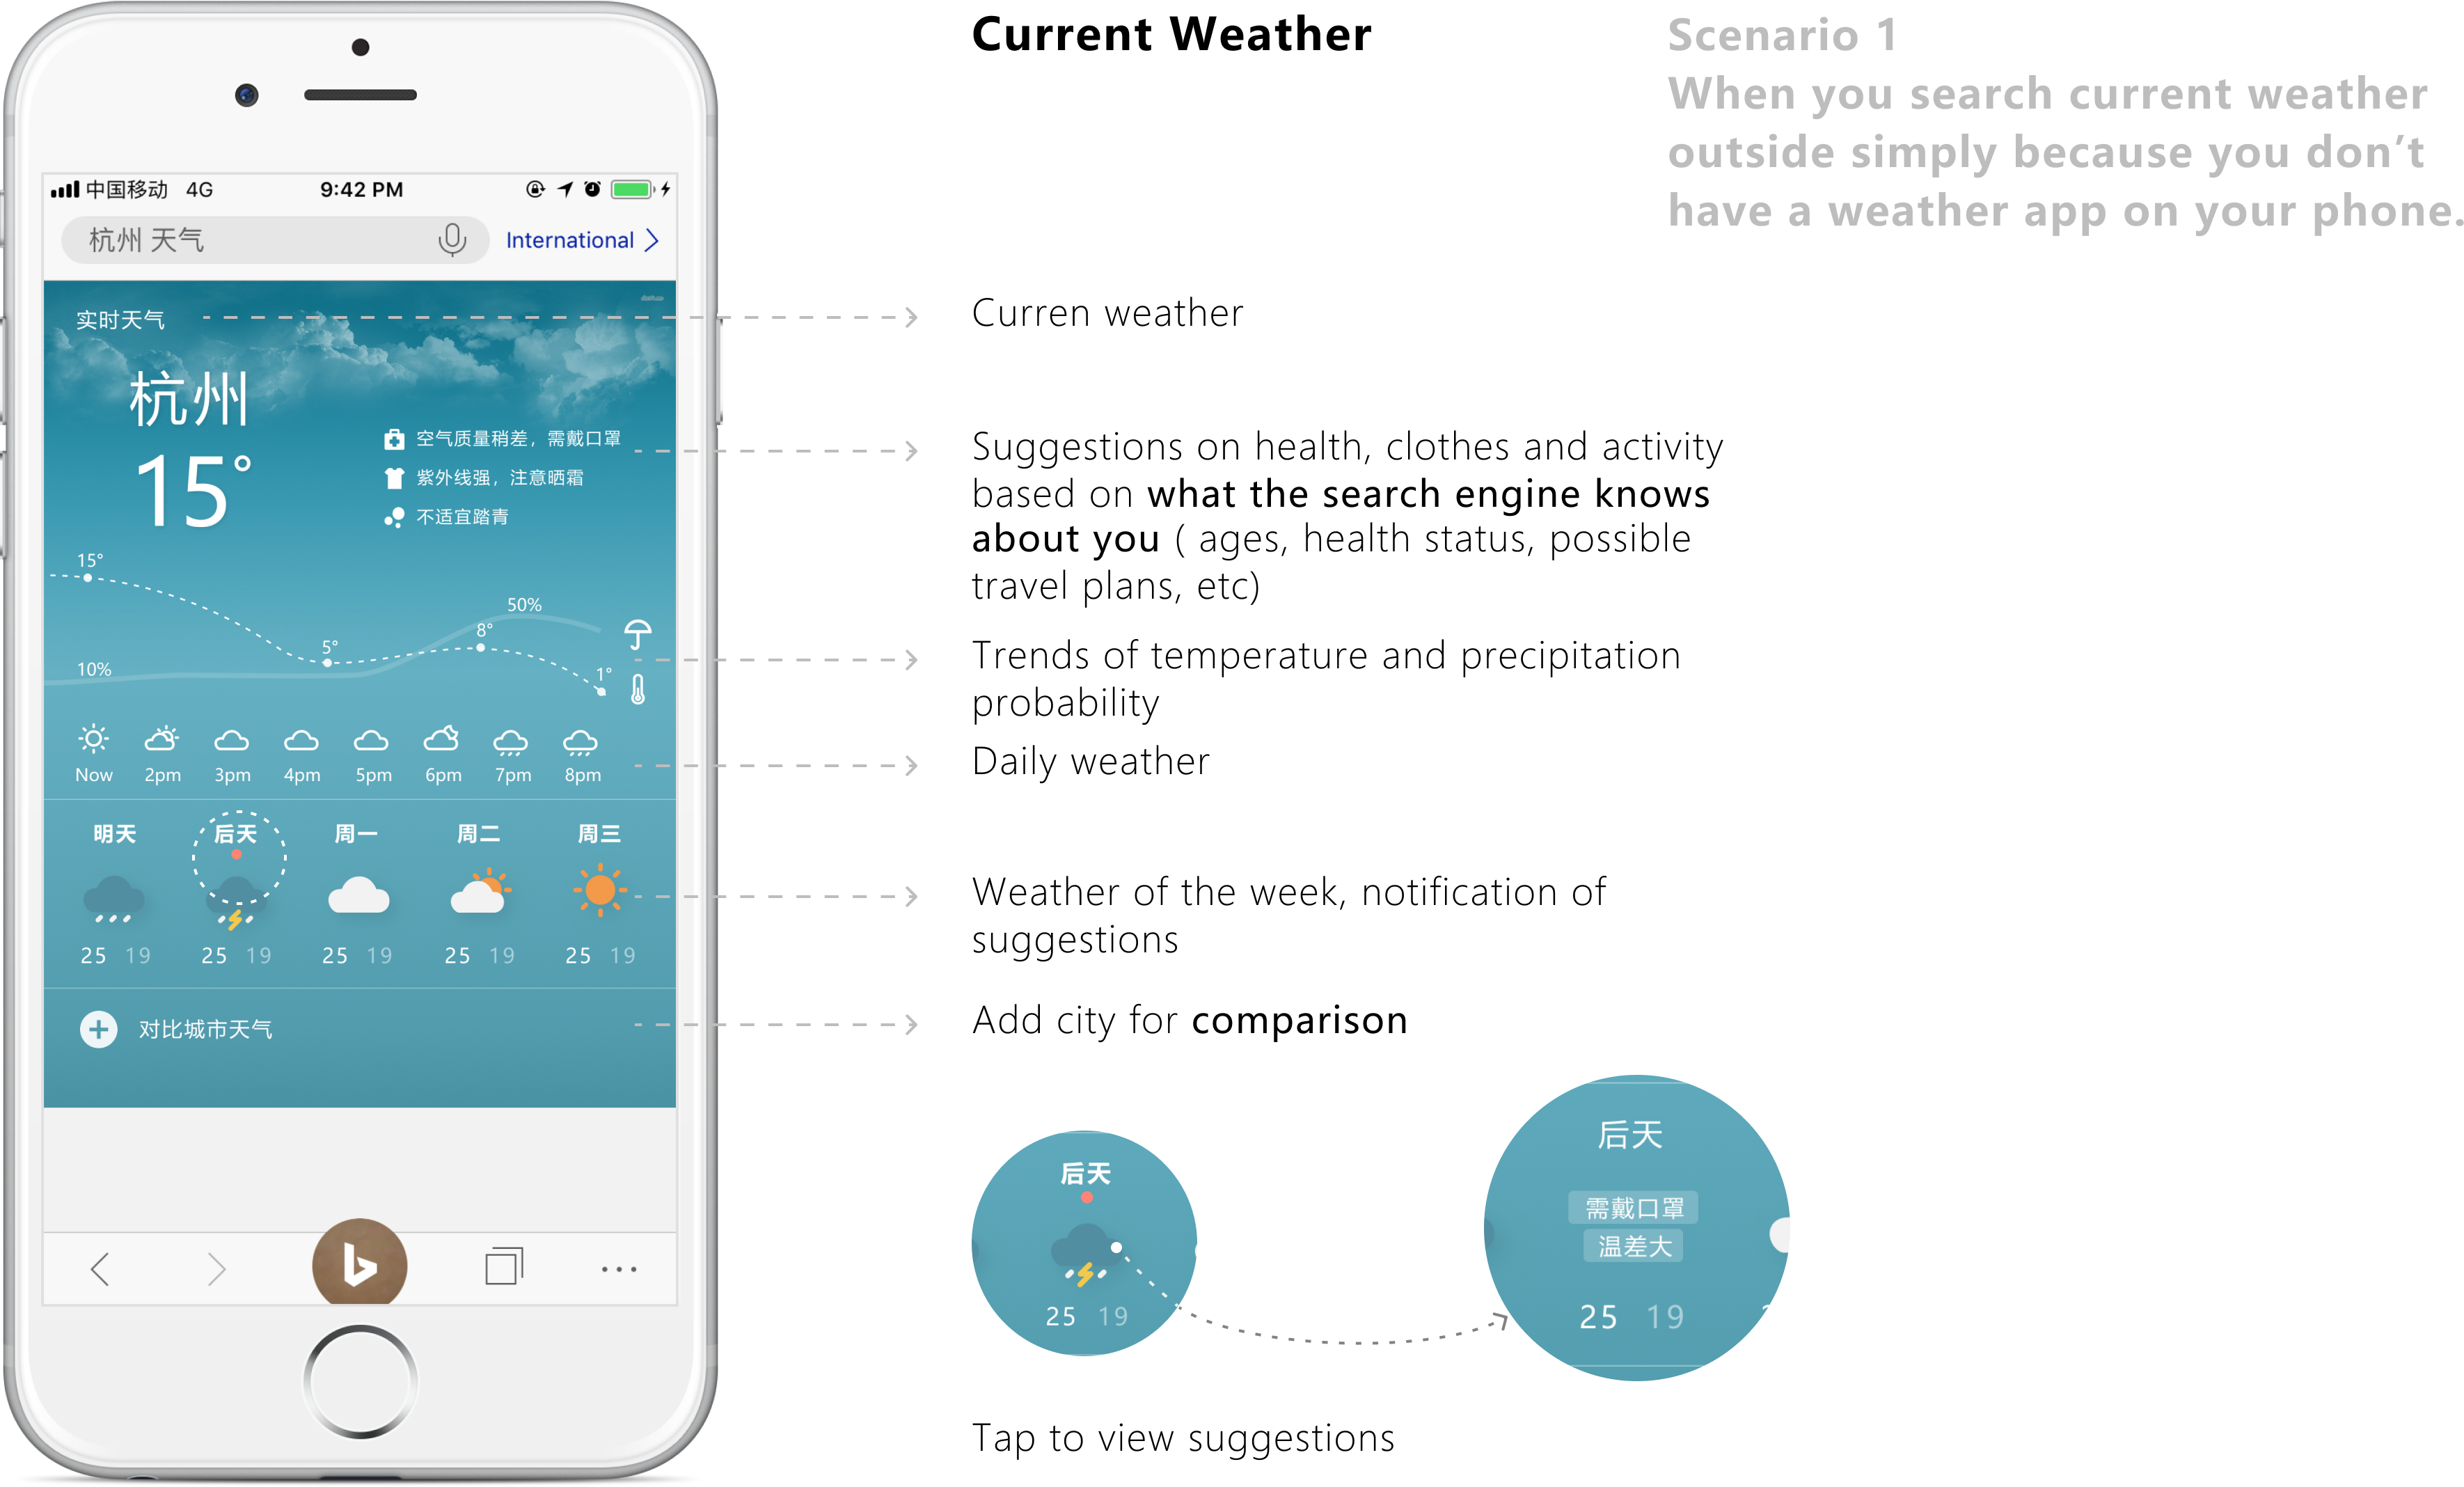 Current Weather
Scenario 1
When you search current weather
outside simply because you don’t
have a weather app on your phone.
中国移动 4G 9:42 PM
杭州 天气 International
实时天气
杭州
15°
空气质量稍差，需戴口罩
紫外线强，注意晒霜
不适宜踏青
15°
5°
8°
1°
50%
10%
Now 2pm 3pm 4pm 5pm 6pm 7pm 8pm
明天 后天 周一 周二 周三
25 19 25 19 25 19 25 19 25 19
对比城市天气
Curren weather
Suggestions on health, clothes and activity
based on what the search engine knows
about you ( ages, health status, possible
travel plans, etc)
Trends of temperature and precipitation
probability
Daily weather
Weather of the week, notification of
suggestions
Add city for comparison
后天
25 19
后天
需戴口罩
温差大
25 19
Tap to view suggestions